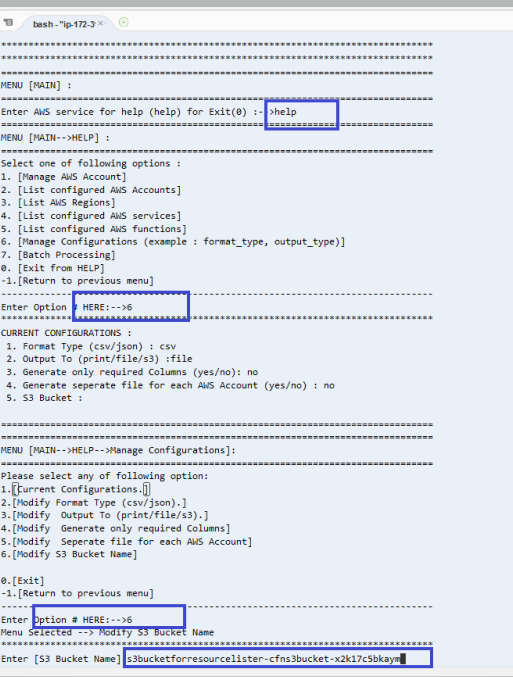 bash - "ip-172-3
************************************************************************
************************************************************************
========================================================================
MENU [MAIN] :
========================================================================
Enter AWS service for help (help) for Exit(0) :-->help
========================================================================
MENU [MAIN-->HELP] :
========================================================================
Select one of following options :
1. [Manage AWS Account]
2. [List configured AWS Accounts]
3. [List AWS Regions]
4. [List configured AWS services]
5. [List configured AWS functions]
6. [Manage Configurations (example : format_type, output_type)]
7. [Batch Processing]
0. [Exit from HELP]
-1.[Return to previous menu]
------------------------------------------------------------------------
Enter Option # HERE:-->6
************************************************************************
CURRENT CONFIGURATIONS :
1. Format Type (csv/json) : csv
2. Output To (print/file/s3) :file
3. Generate only required Columns (yes/no): no
4. Generate seperate file for each AWS Account (yes/no) : no
5. S3 Bucket :
========================================================================
========================================================================
MENU [MAIN-->HELP-->Manage Configurations]:
========================================================================
Please select any of following option:
1.[Current Configurations.]
2.[Modify Format Type (csv/json).]
3.[Modify  Output To (print/file/s3).]
4.[Modify   Generate only required Columns]
5.[Modify  Seperate file for each AWS Account]
6.[Modify S3 Bucket Name]
0.[Exit]
-1.[Return to previous menu]
------------------------------------------------------------------------
Enter Option # HERE:-->6
Menu Selected --> Modify S3 Bucket Name
************************************************************************
Enter [S3 Bucket Name] s3bucketforresourcelister-cfns3bucket-x2k17c5bkaym